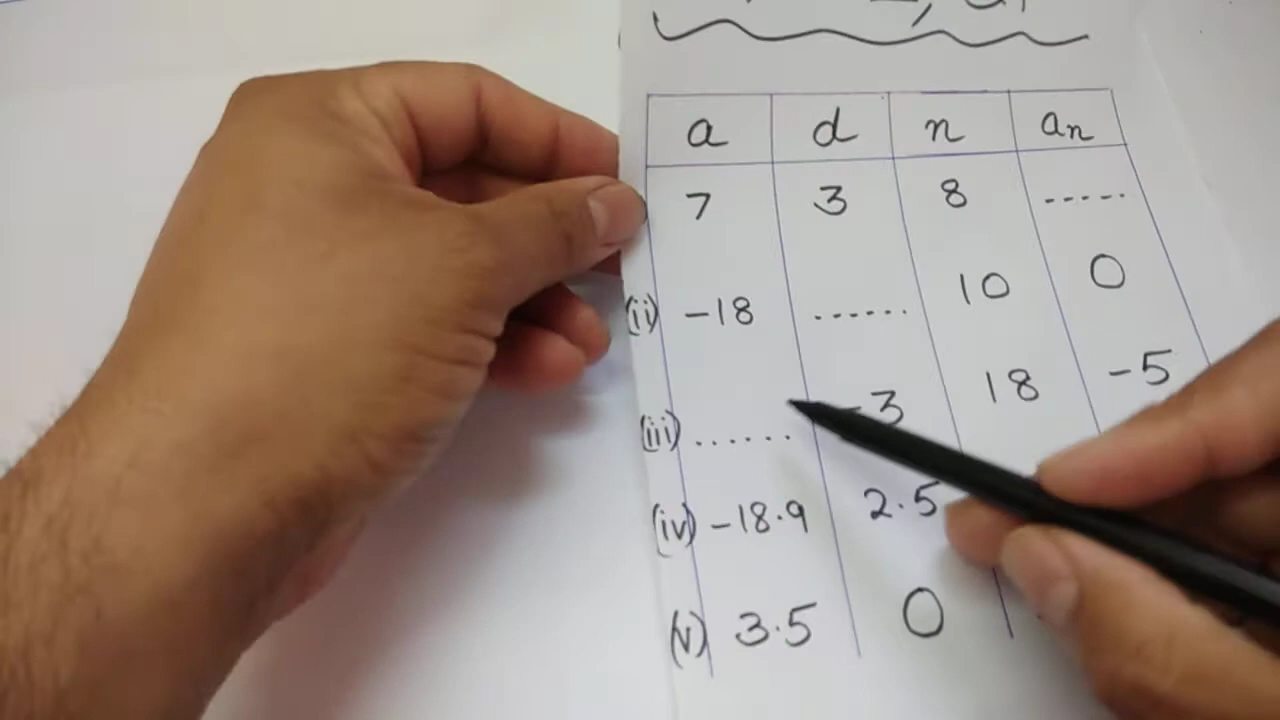 a d n an
7 3 8 -----
(ii) -18 ...... 10 0
(iii) ...... -3 18 -5
(iv) -18.9 2.5
(v) 3.5 0